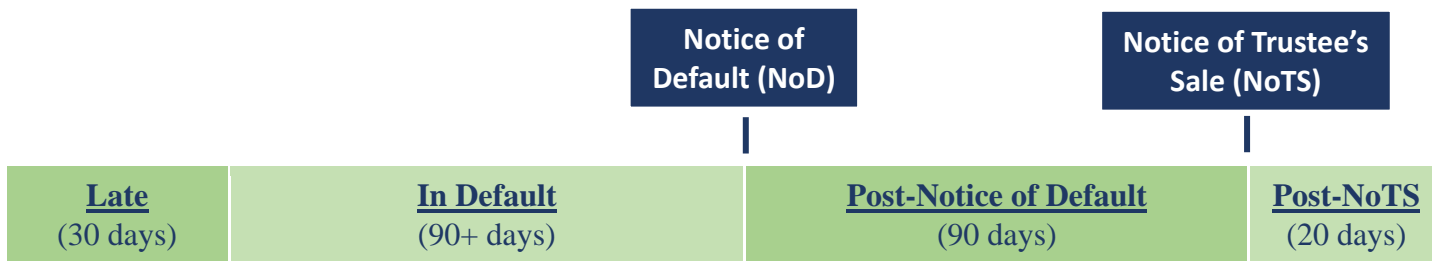 Notice of
Default (NoD)
Notice of Trustee’s
Sale (NoTS)
Late
(30 days)
In Default
(90+ days)
Post-Notice of Default
(90 days)
Post-NoTS
(20 days)